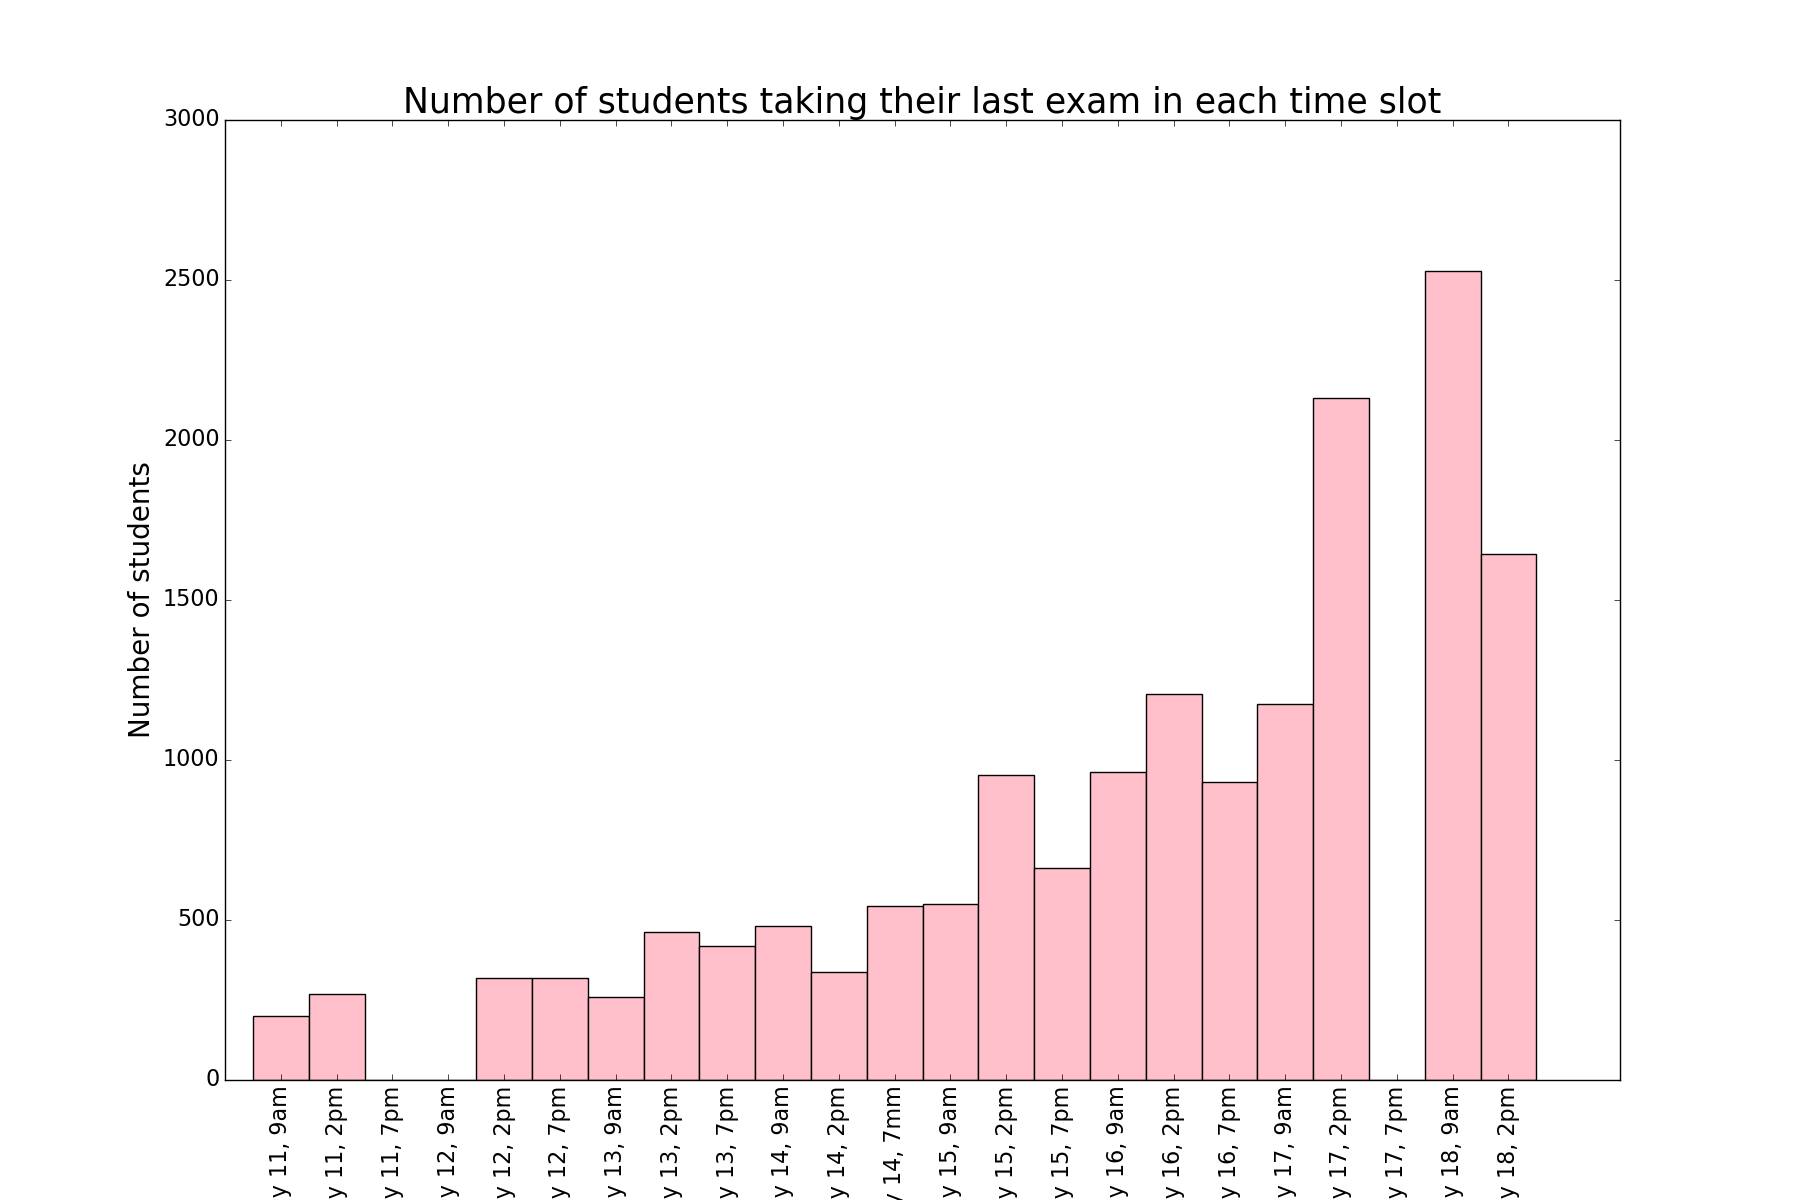 Number of students taking their last exam in each time slot
Number of students
3000
2500
2000
1500
1000
500
0
y 11, 9am
y 11, 2pm
y 11, 7pm
y 12, 9am
y 12, 2pm
y 12, 7pm
y 13, 9am
y 13, 2pm
y 13, 7pm
y 14, 9am
y 14, 2pm
y 14, 7mm
y 15, 9am
y 15, 2pm
y 15, 7pm
y 16, 9am
y 16, 2pm
y 16, 7pm
y 17, 9am
y 17, 2pm
y 17, 7pm
y 18, 9am
y 18, 2pm